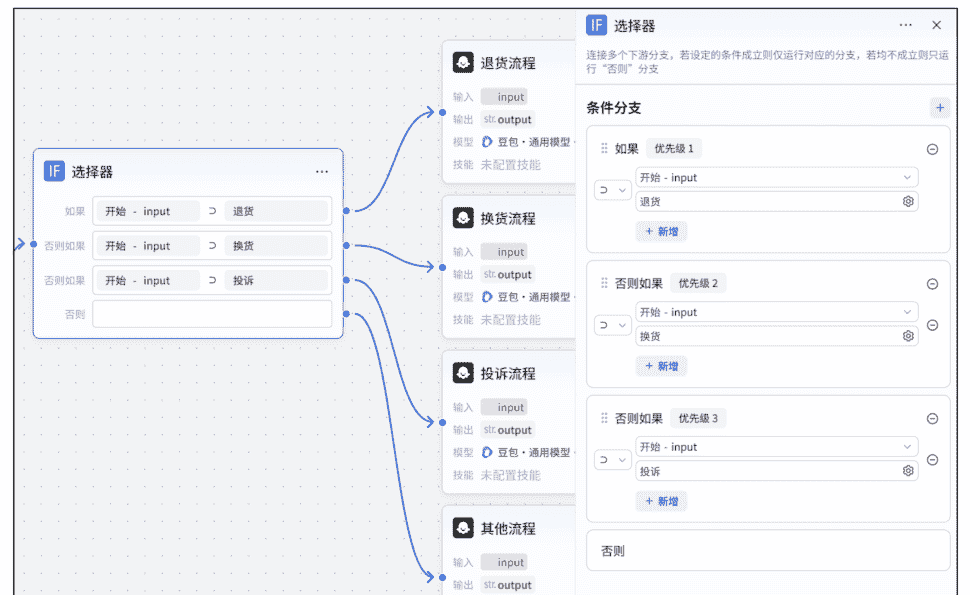 IF 选择器 ...
如果 开始 - input ⊃ 退货
否则如果 开始 - input ⊃ 换货
否则如果 开始 - input ⊃ 投诉
否则
退货流程
输入 input
输出 str. output
模型 豆包·通用模型·
技能 未配置技能
换货流程
输入 input
输出 str. output
模型 豆包·通用模型·
技能 未配置技能
投诉流程
输入 input
输出 str. output
模型 豆包·通用模型·
技能 未配置技能
其他流程
输入 input
输出 str. output
IF 选择器 ...
连接多个下游分支，若设定的条件成立则仅运行对应的分支，若均不成立则只运
行“否则”分支
条件分支 +
如果 优先级 1
⊃ 开始 - input
退货
+ 新增
否则如果 优先级 2
⊃ 开始 - input
换货
+ 新增
否则如果 优先级 3
⊃ 开始 - input
投诉
+ 新增
否则